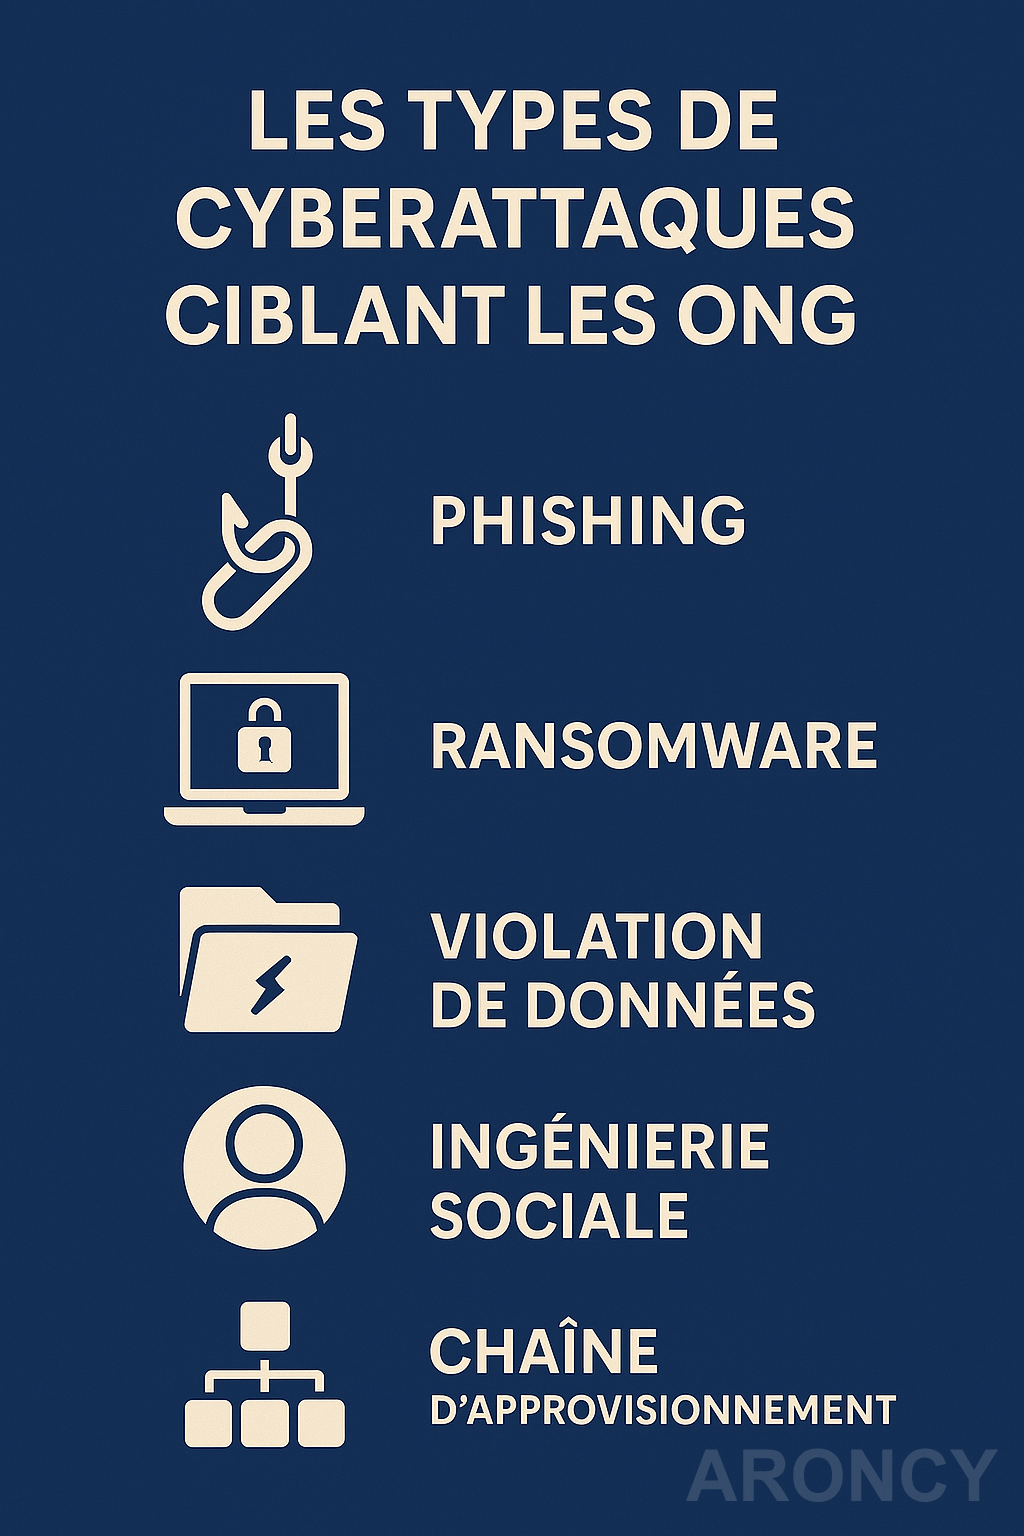 LES TYPES DE
CYBERATTAQUES
CIBLANT LES ONG
PHISHING
RANSOMWARE
VIOLATION
DE DONNÉES
INGÉNIERIE
SOCIALE
CHAÎNE
D’APPROVISIONNEMENT
ARONCY